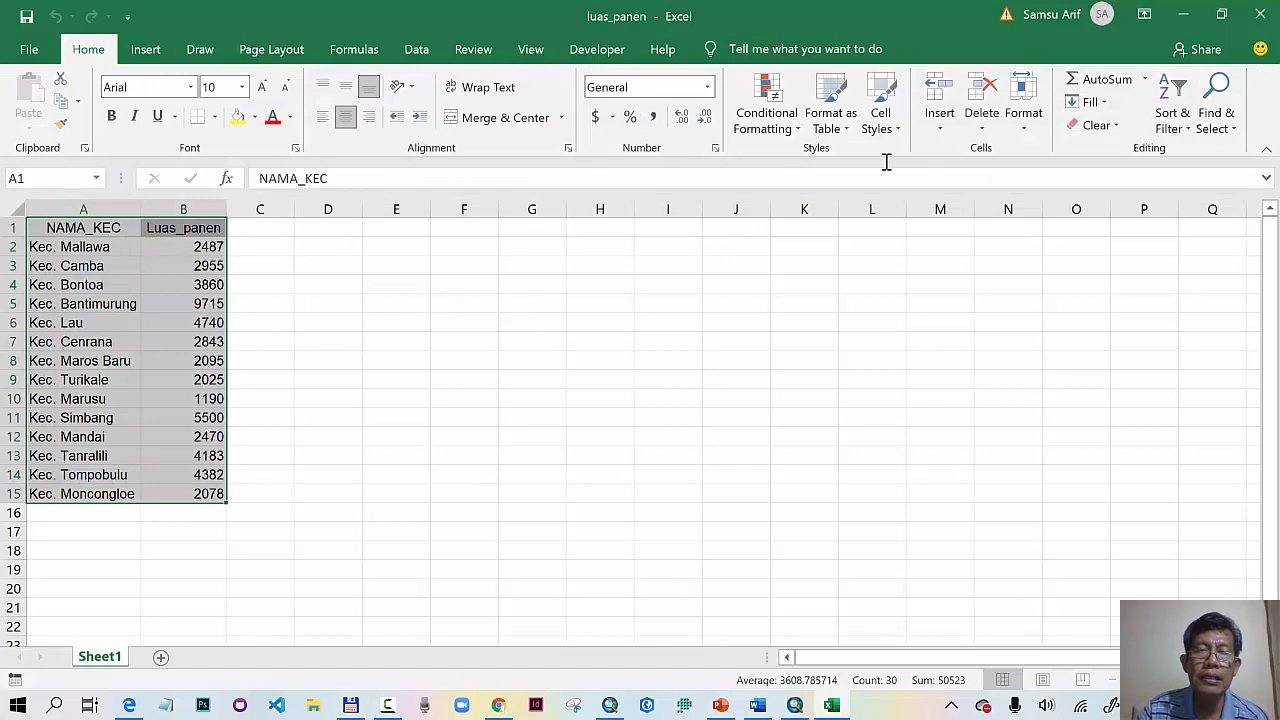 luas_panen - Excel
Samsu Arif SA
File Home Insert Draw Page Layout Formulas Data Review View Developer Help Tell me what you want to do Share
Paste
Arial 10
B I U A
Wrap Text
Merge & Center
General
$ % ,
Conditional Formatting
Format as Table
Cell Styles
Insert Delete Format
AutoSum
Fill
Clear
Sort & Filter
Find & Select
Clipboard Font Alignment Number Styles Cells Editing
A1 fx NAMA_KEC
A B C D E F G H I J K L M N O P Q
1 NAMA_KEC Luas_panen
2 Kec. Mallawa 2487
3 Kec. Camba 2955
4 Kec. Bontoa 3860
5 Kec. Bantimurung 9715
6 Kec. Lau 4740
7 Kec. Cenrana 2843
8 Kec. Maros Baru 2095
9 Kec. Turikale 2025
10 Kec. Marusu 1190
11 Kec. Simbang 5500
12 Kec. Mandai 2470
13 Kec. Tanralili 4183
14 Kec. Tompobulu 4382
15 Kec. Moncongloe 2078
16
17
18
19
20
21
22
23
Sheet1
Average: 3608.785714 Count: 30 Sum: 50523